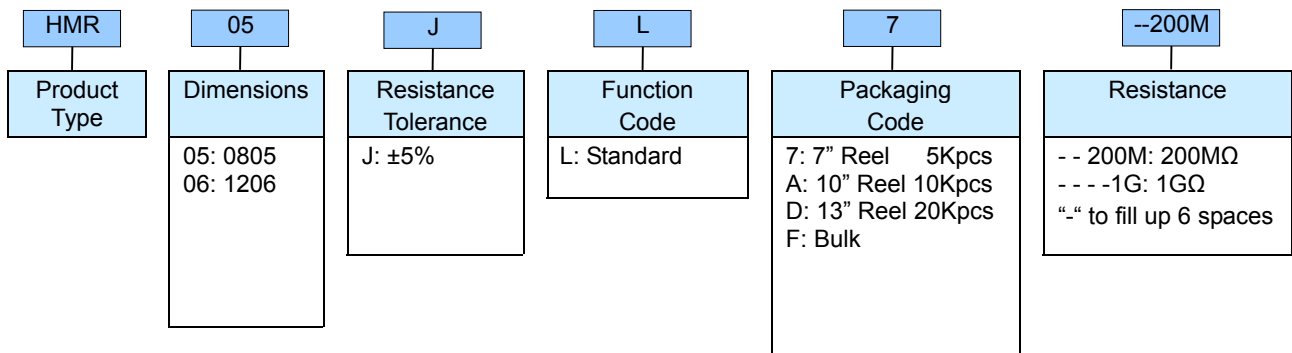 HMR 05 J L 7 --200M
Product Type
Dimensions
Resistance Tolerance
Function Code
Packaging Code
Resistance
05: 0805
06: 1206
J: ±5%
L: Standard
7: 7” Reel 5Kpcs
A: 10” Reel 10Kpcs
D: 13” Reel 20Kpcs
F: Bulk
- - 200M: 200MΩ
- - - -1G: 1GΩ
“-“ to fill up 6 spaces